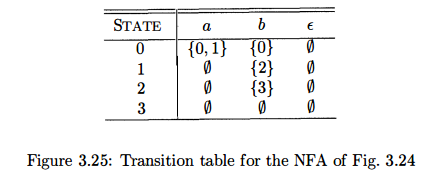 STATE a b ϵ
0 {0, 1} {0} ∅
1 ∅ {2} ∅
2 ∅ {3} ∅
3 ∅ ∅ ∅
Figure 3.25: Transition table for the NFA of Fig. 3.24